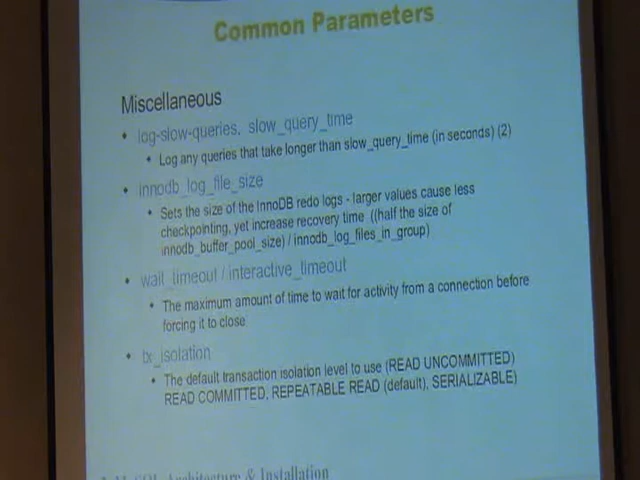 Common Parameters
Miscellaneous
• log-slow-queries, slow_query_time
• Log any queries that take longer than slow_query_time (in seconds) (2)
• innodb_log_file_size
• Sets the size of the InnoDB redo logs - larger values cause less
checkpointing, yet increase recovery time ((half the size of
innodb_buffer_pool_size) / innodb_log_files_in_group)
• wait_timeout / interactive_timeout
• The maximum amount of time to wait for activity from a connection before
forcing it to close
• tx_isolation
• The default transaction isolation level to use (READ UNCOMMITTED)
READ COMMITTED, REPEATABLE READ (default), SERIALIZABLE)
Architecture & Installation